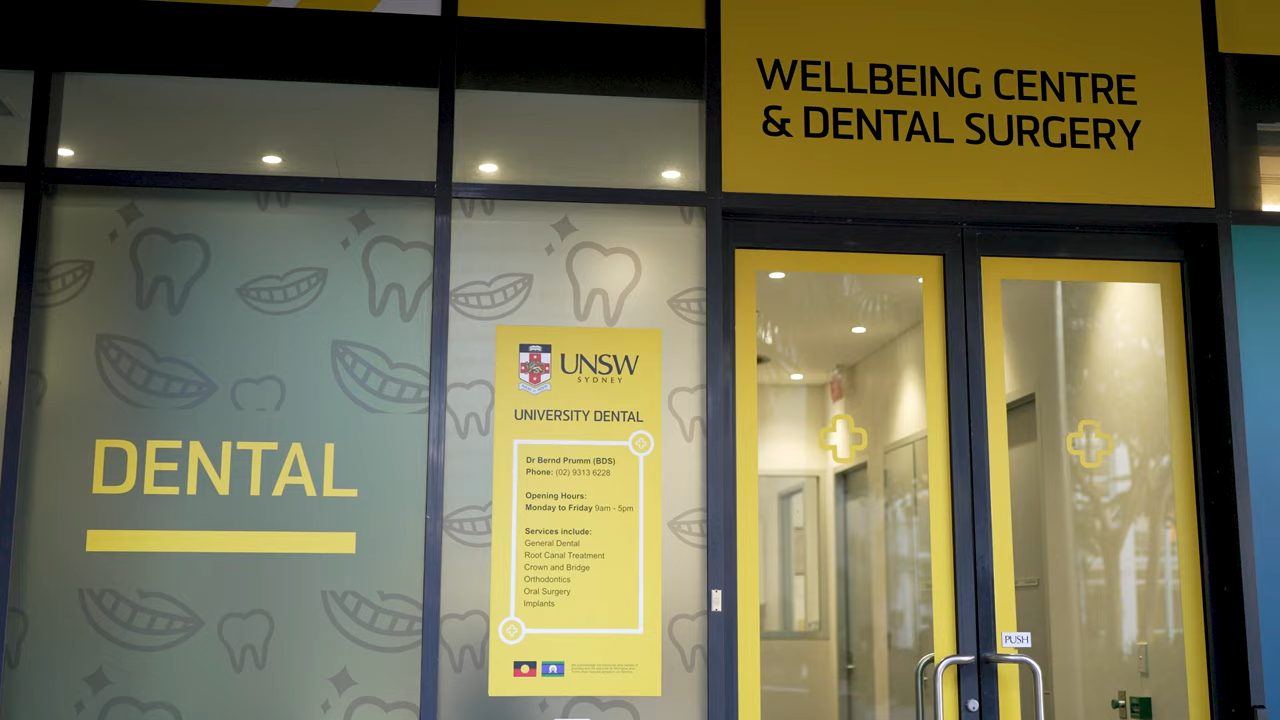 WELLBEING CENTRE
& DENTAL SURGERY
DENTAL
UNSW
SYDNEY
UNIVERSITY DENTAL
Dr Bernd Prumm (BDS)
Phone: (02) 9313 6228
Opening Hours:
Monday to Friday 9am - 5pm
Services include:
General Dental
Root Canal Treatment
Crown and Bridge
Orthodontics
Oral Surgery
Implants
PUSH